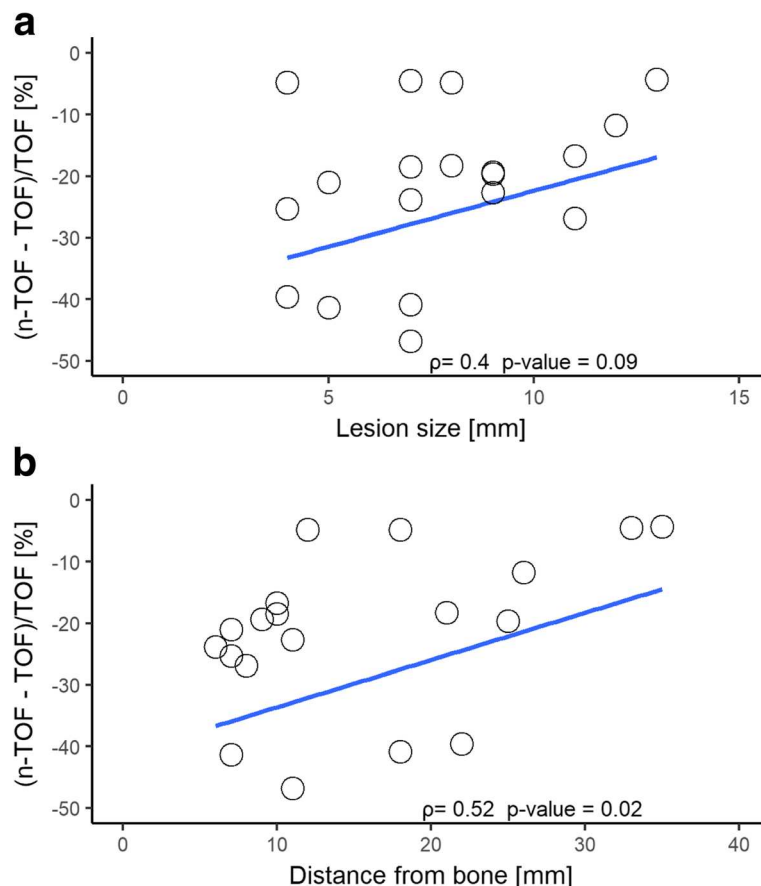 a
(n-TOF - TOF)/TOF [%]
0
-10
-20
-30
-40
-50
ρ= 0.4 p-value = 0.09
0 5 10 15
Lesion size [mm]
b
(n-TOF - TOF)/TOF [%]
0
-10
-20
-30
-40
-50
ρ= 0.52 p-value = 0.02
0 10 20 30 40
Distance from bone [mm]